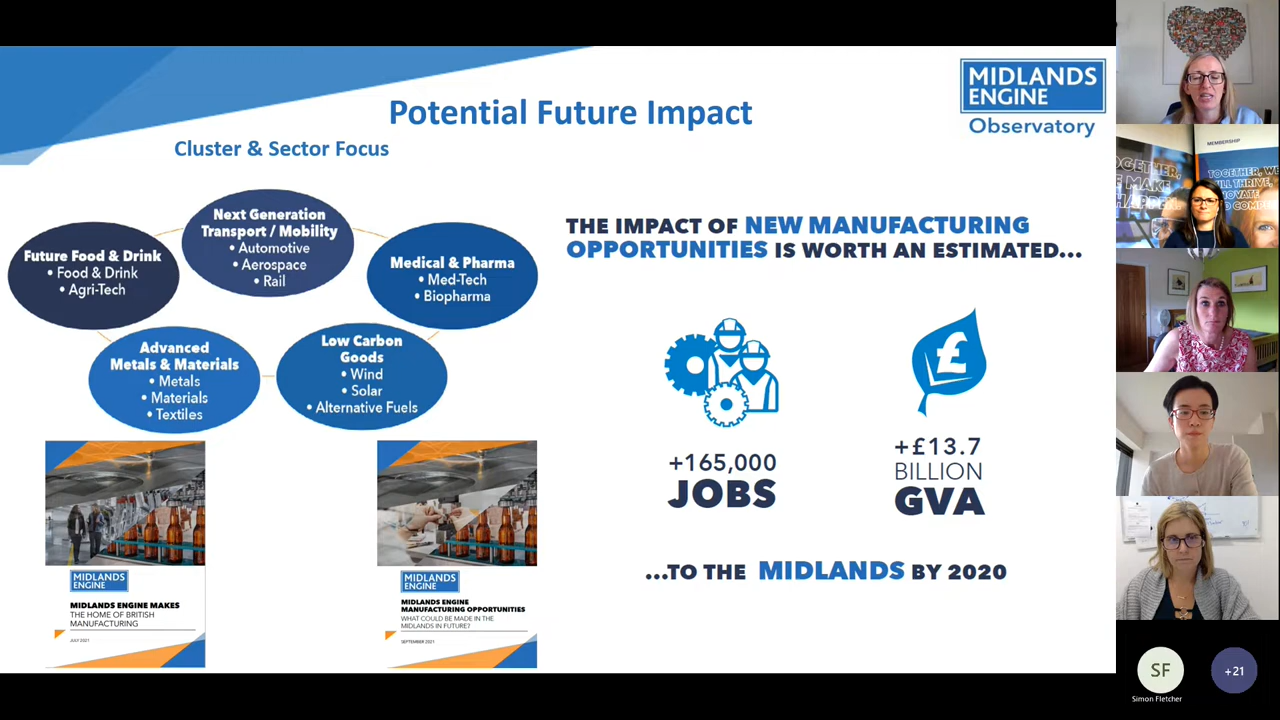 MIDLANDS
ENGINE
Observatory
Potential Future Impact
Cluster & Sector Focus
Next Generation
Transport / Mobility
• Automotive
• Aerospace
• Rail
Future Food & Drink
• Food & Drink
• Agri-Tech
Medical & Pharma
• Med-Tech
• Biopharma
Advanced
Metals & Materials
• Metals
• Materials
• Textiles
Low Carbon
Goods
• Wind
• Solar
• Alternative Fuels
MIDLANDS
ENGINE
MIDLANDS ENGINE MAKES
THE HOME OF BRITISH
MANUFACTURING
JULY 2021
MIDLANDS
ENGINE
MIDLANDS ENGINE
MANUFACTURING OPPORTUNITIES
WHAT COULD BE MADE IN THE
MIDLANDS IN FUTURE?
SEPTEMBER 2021
THE IMPACT OF NEW MANUFACTURING
OPPORTUNITIES IS WORTH AN ESTIMATED...
£
+165,000
JOBS
+£13.7
BILLION
GVA
...TO THE MIDLANDS BY 2020
MEMBERSHIP
TOGETHER, WE
SF
Simon Fletcher
+21